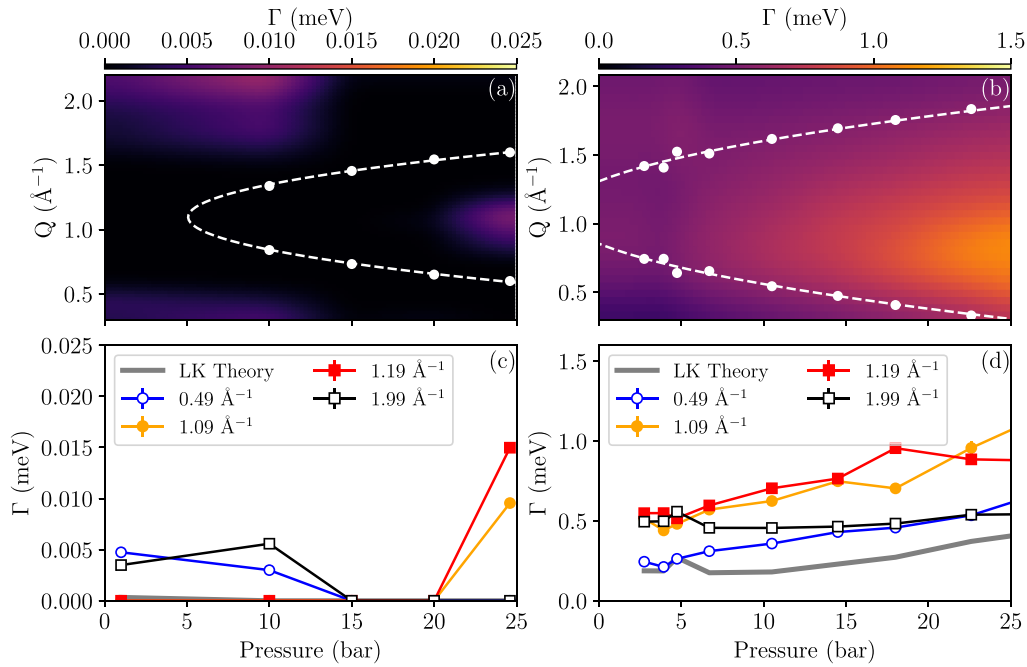 Γ (meV)
0.000 0.005 0.010 0.015 0.020 0.025
Γ (meV)
0.0 0.5 1.0 1.5
(a)
2.0
1.5
1.0
0.5
Q (Å⁻¹)
(b)
2.0
1.5
1.0
0.5
Q (Å⁻¹)
(c)
0.025
0.020
0.015
0.010
0.005
0.000
Γ (meV)
LK Theory
0.49 Å⁻¹
1.09 Å⁻¹
1.19 Å⁻¹
1.99 Å⁻¹
0 5 10 15 20 25
Pressure (bar)
(d)
1.5
1.0
0.5
0.0
Γ (meV)
LK Theory
0.49 Å⁻¹
1.09 Å⁻¹
1.19 Å⁻¹
1.99 Å⁻¹
0 5 10 15 20 25
Pressure (bar)